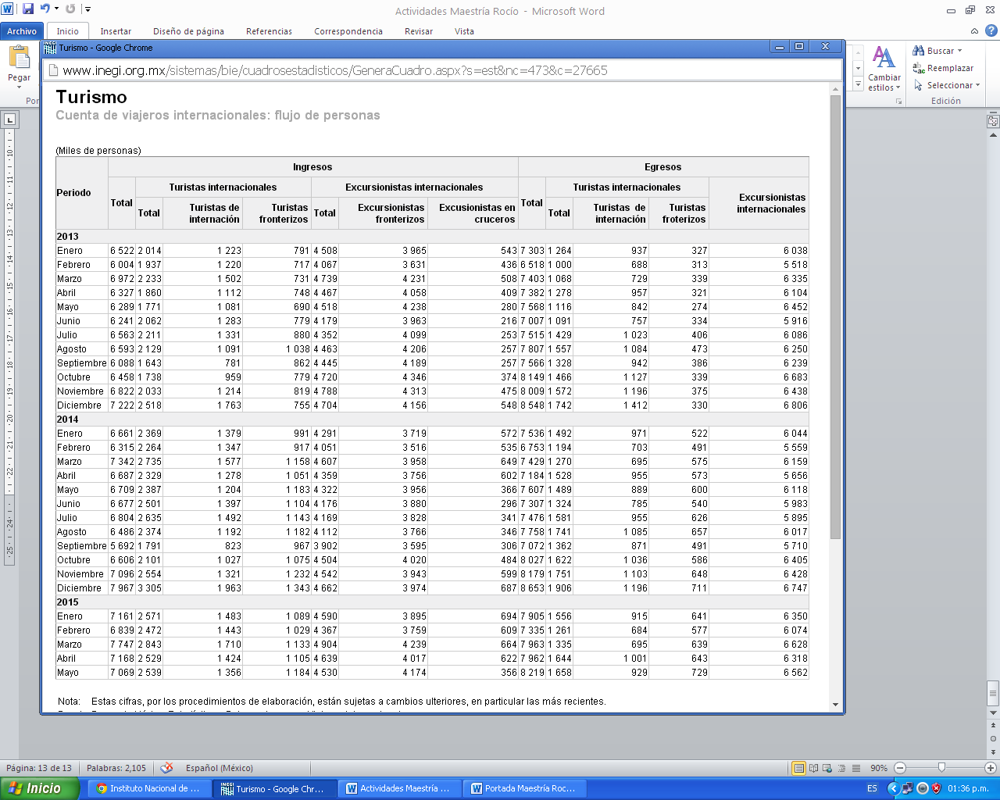 Actividades Maestría Rocío - Microsoft Word
Archivo Inicio Insertar Diseño de página Referencias Correspondencia Revisar Vista
Turismo - Google Chrome
Pegar
Buscar
Reemplazar
Seleccionar
Cambiar estilos
Edición
www.inegi.org.mx/sistemas/bie/cuadrosestadisticos/GeneraCuadro.aspx?s=est&nc=473&c=27665
Turismo
Cuenta de viajeros internacionales: flujo de personas
(Miles de personas)
Periodo Ingresos Egresos
Total Turistas internacionales Excursionistas internacionales Total Turistas internacionales Excursionistas internacionales
Total Turistas de internación Turistas fronterizos Total Excursionistas fronterizos Excusionistas en cruceros Total Turistas de internación Turistas froterizos
2013
Enero 6 522 2 014 1 223 791 4 508 3 965 543 7 303 1 264 937 327 6 038
Febrero 6 004 1 937 1 220 717 4 067 3 631 436 6 518 1 000 688 313 5 518
Marzo 6 972 2 233 1 502 731 4 739 4 231 508 7 403 1 068 729 339 6 335
Abril 6 327 1 860 1 112 748 4 467 4 058 409 7 382 1 278 957 321 6 104
Mayo 6 289 1 771 1 081 690 4 518 4 238 280 7 568 1 116 842 274 6 452
Junio 6 241 2 062 1 283 779 4 179 3 963 216 7 007 1 091 757 334 5 916
Julio 6 563 2 211 1 331 880 4 352 4 099 253 7 515 1 429 1 023 406 6 086
Agosto 6 593 2 129 1 091 1 038 4 463 4 206 257 7 807 1 557 1 084 473 6 250
Septiembre 6 088 1 643 781 862 4 445 4 189 257 7 566 1 328 942 386 6 239
Octubre 6 458 1 738 959 779 4 720 4 346 374 8 149 1 466 1 127 339 6 683
Noviembre 6 822 2 033 1 214 819 4 788 4 313 475 8 009 1 572 1 196 375 6 438
Diciembre 7 222 2 518 1 763 755 4 704 4 156 548 8 548 1 742 1 412 330 6 806
2014
Enero 6 661 2 369 1 379 991 4 291 3 719 572 7 536 1 492 971 522 6 044
Febrero 6 315 2 264 1 347 917 4 051 3 516 535 6 753 1 194 703 491 5 559
Marzo 7 342 2 735 1 577 1 158 4 607 3 958 649 7 429 1 270 695 575 6 159
Abril 6 687 2 329 1 278 1 051 4 359 3 756 602 7 184 1 528 955 573 5 656
Mayo 6 709 2 387 1 204 1 183 4 322 3 956 366 7 607 1 489 889 600 6 118
Junio 6 677 2 501 1 397 1 104 4 176 3 880 296 7 307 1 324 785 540 5 983
Julio 6 804 2 635 1 492 1 143 4 169 3 828 341 7 476 1 581 955 626 5 895
Agosto 6 486 2 374 1 192 1 182 4 112 3 766 346 7 758 1 741 1 085 657 6 017
Septiembre 5 692 1 791 823 967 3 902 3 595 306 7 072 1 362 871 491 5 710
Octubre 6 606 2 101 1 027 1 075 4 504 4 020 484 8 027 1 622 1 036 586 6 405
Noviembre 7 096 2 554 1 321 1 232 4 542 3 943 599 8 179 1 751 1 103 648 6 428
Diciembre 7 967 3 305 1 963 1 343 4 662 3 974 687 8 653 1 906 1 196 711 6 747
2015
Enero 7 161 2 571 1 483 1 089 4 590 3 895 694 7 905 1 556 915 641 6 350
Febrero 6 839 2 472 1 443 1 029 4 367 3 759 609 7 335 1 261 684 577 6 074
Marzo 7 747 2 843 1 710 1 133 4 904 4 239 664 7 963 1 335 695 639 6 628
Abril 7 168 2 529 1 424 1 105 4 639 4 017 622 7 962 1 644 1 001 643 6 318
Mayo 7 069 2 539 1 356 1 184 4 530 4 174 356 8 219 1 658 929 729 6 562
Nota: Estas cifras, por los procedimientos de elaboración, están sujetas a cambios ulteriores, en particular las más recientes.
Página: 13 de 13 Palabras: 2,105 Español (México) 90%
Inicio Instituto Nacional de ... Turismo - Google Chr... Actividades Maestría ... Portada Maestría Roc... ES 01:36 p.m.